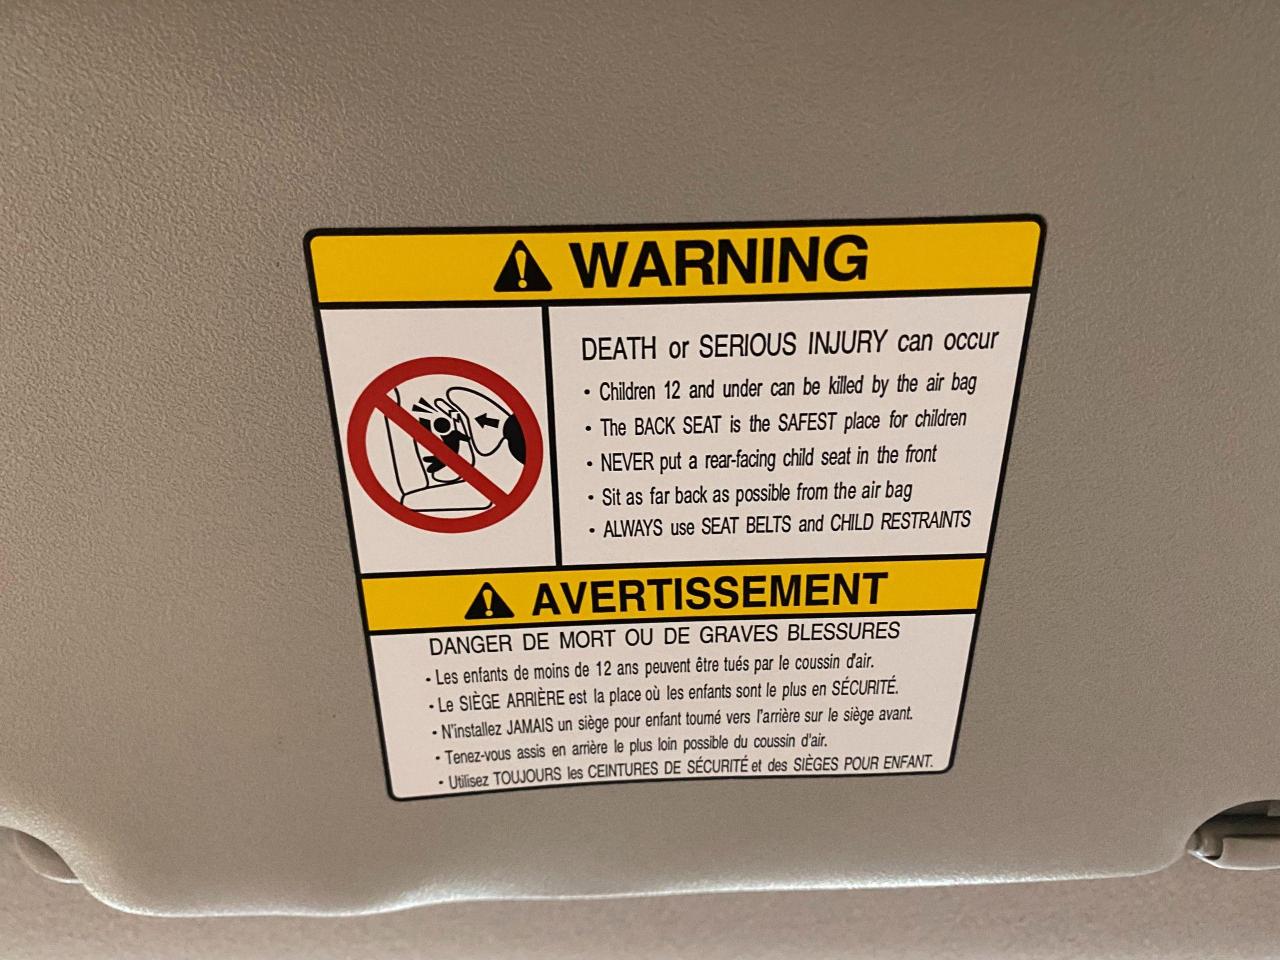 WARNING
DEATH or SERIOUS INJURY can occur
• Children 12 and under can be killed by the air bag
• The BACK SEAT is the SAFEST place for children
• NEVER put a rear-facing child seat in the front
• Sit as far back as possible from the air bag
• ALWAYS use SEAT BELTS and CHILD RESTRAINTS
AVERTISSEMENT
DANGER DE MORT OU DE GRAVES BLESSURES
• Les enfants de moins de 12 ans peuvent être tués par le coussin d'air.
• Le SIÈGE ARRIÈRE est la place où les enfants sont le plus en SÉCURITÉ.
• N'installez JAMAIS un siège pour enfant tourné vers l'arrière sur le siège avant.
• Tenez-vous assis en arrière le plus loin possible du coussin d'air.
• Utilisez TOUJOURS les CEINTURES DE SÉCURITÉ et des SIÈGES POUR ENFANT.